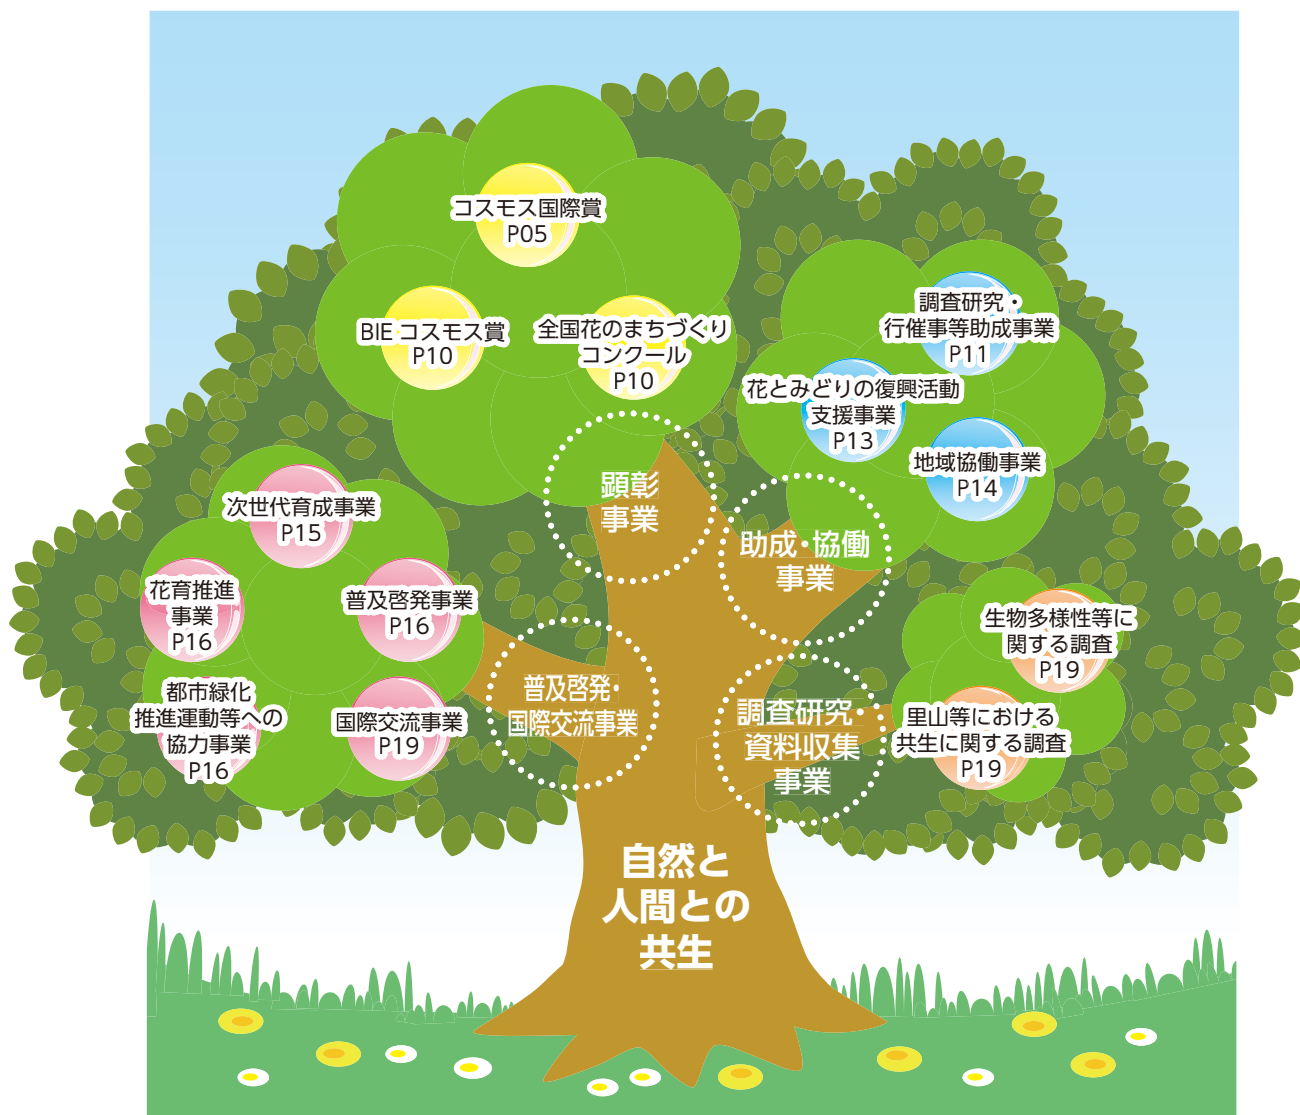 コスモス国際賞
P05
BIE コスモス賞
P10
全国花のまちづくり
コンクール
P10
調査研究・
行催事等助成事業
P11
花とみどりの復興活動
支援事業
P13
地域協働事業
P14
顕彰
事業
助成・協働
事業
次世代育成事業
P15
花育推進
事業
P16
普及啓発事業
P16
都市緑化
推進運動等への
協力事業
P16
国際交流事業
P19
普及啓発・
国際交流事業
生物多様性等に
関する調査
P19
里山等における
共生に関する調査
P19
調査研究・
資料収集
事業
自然と
人間との
共生